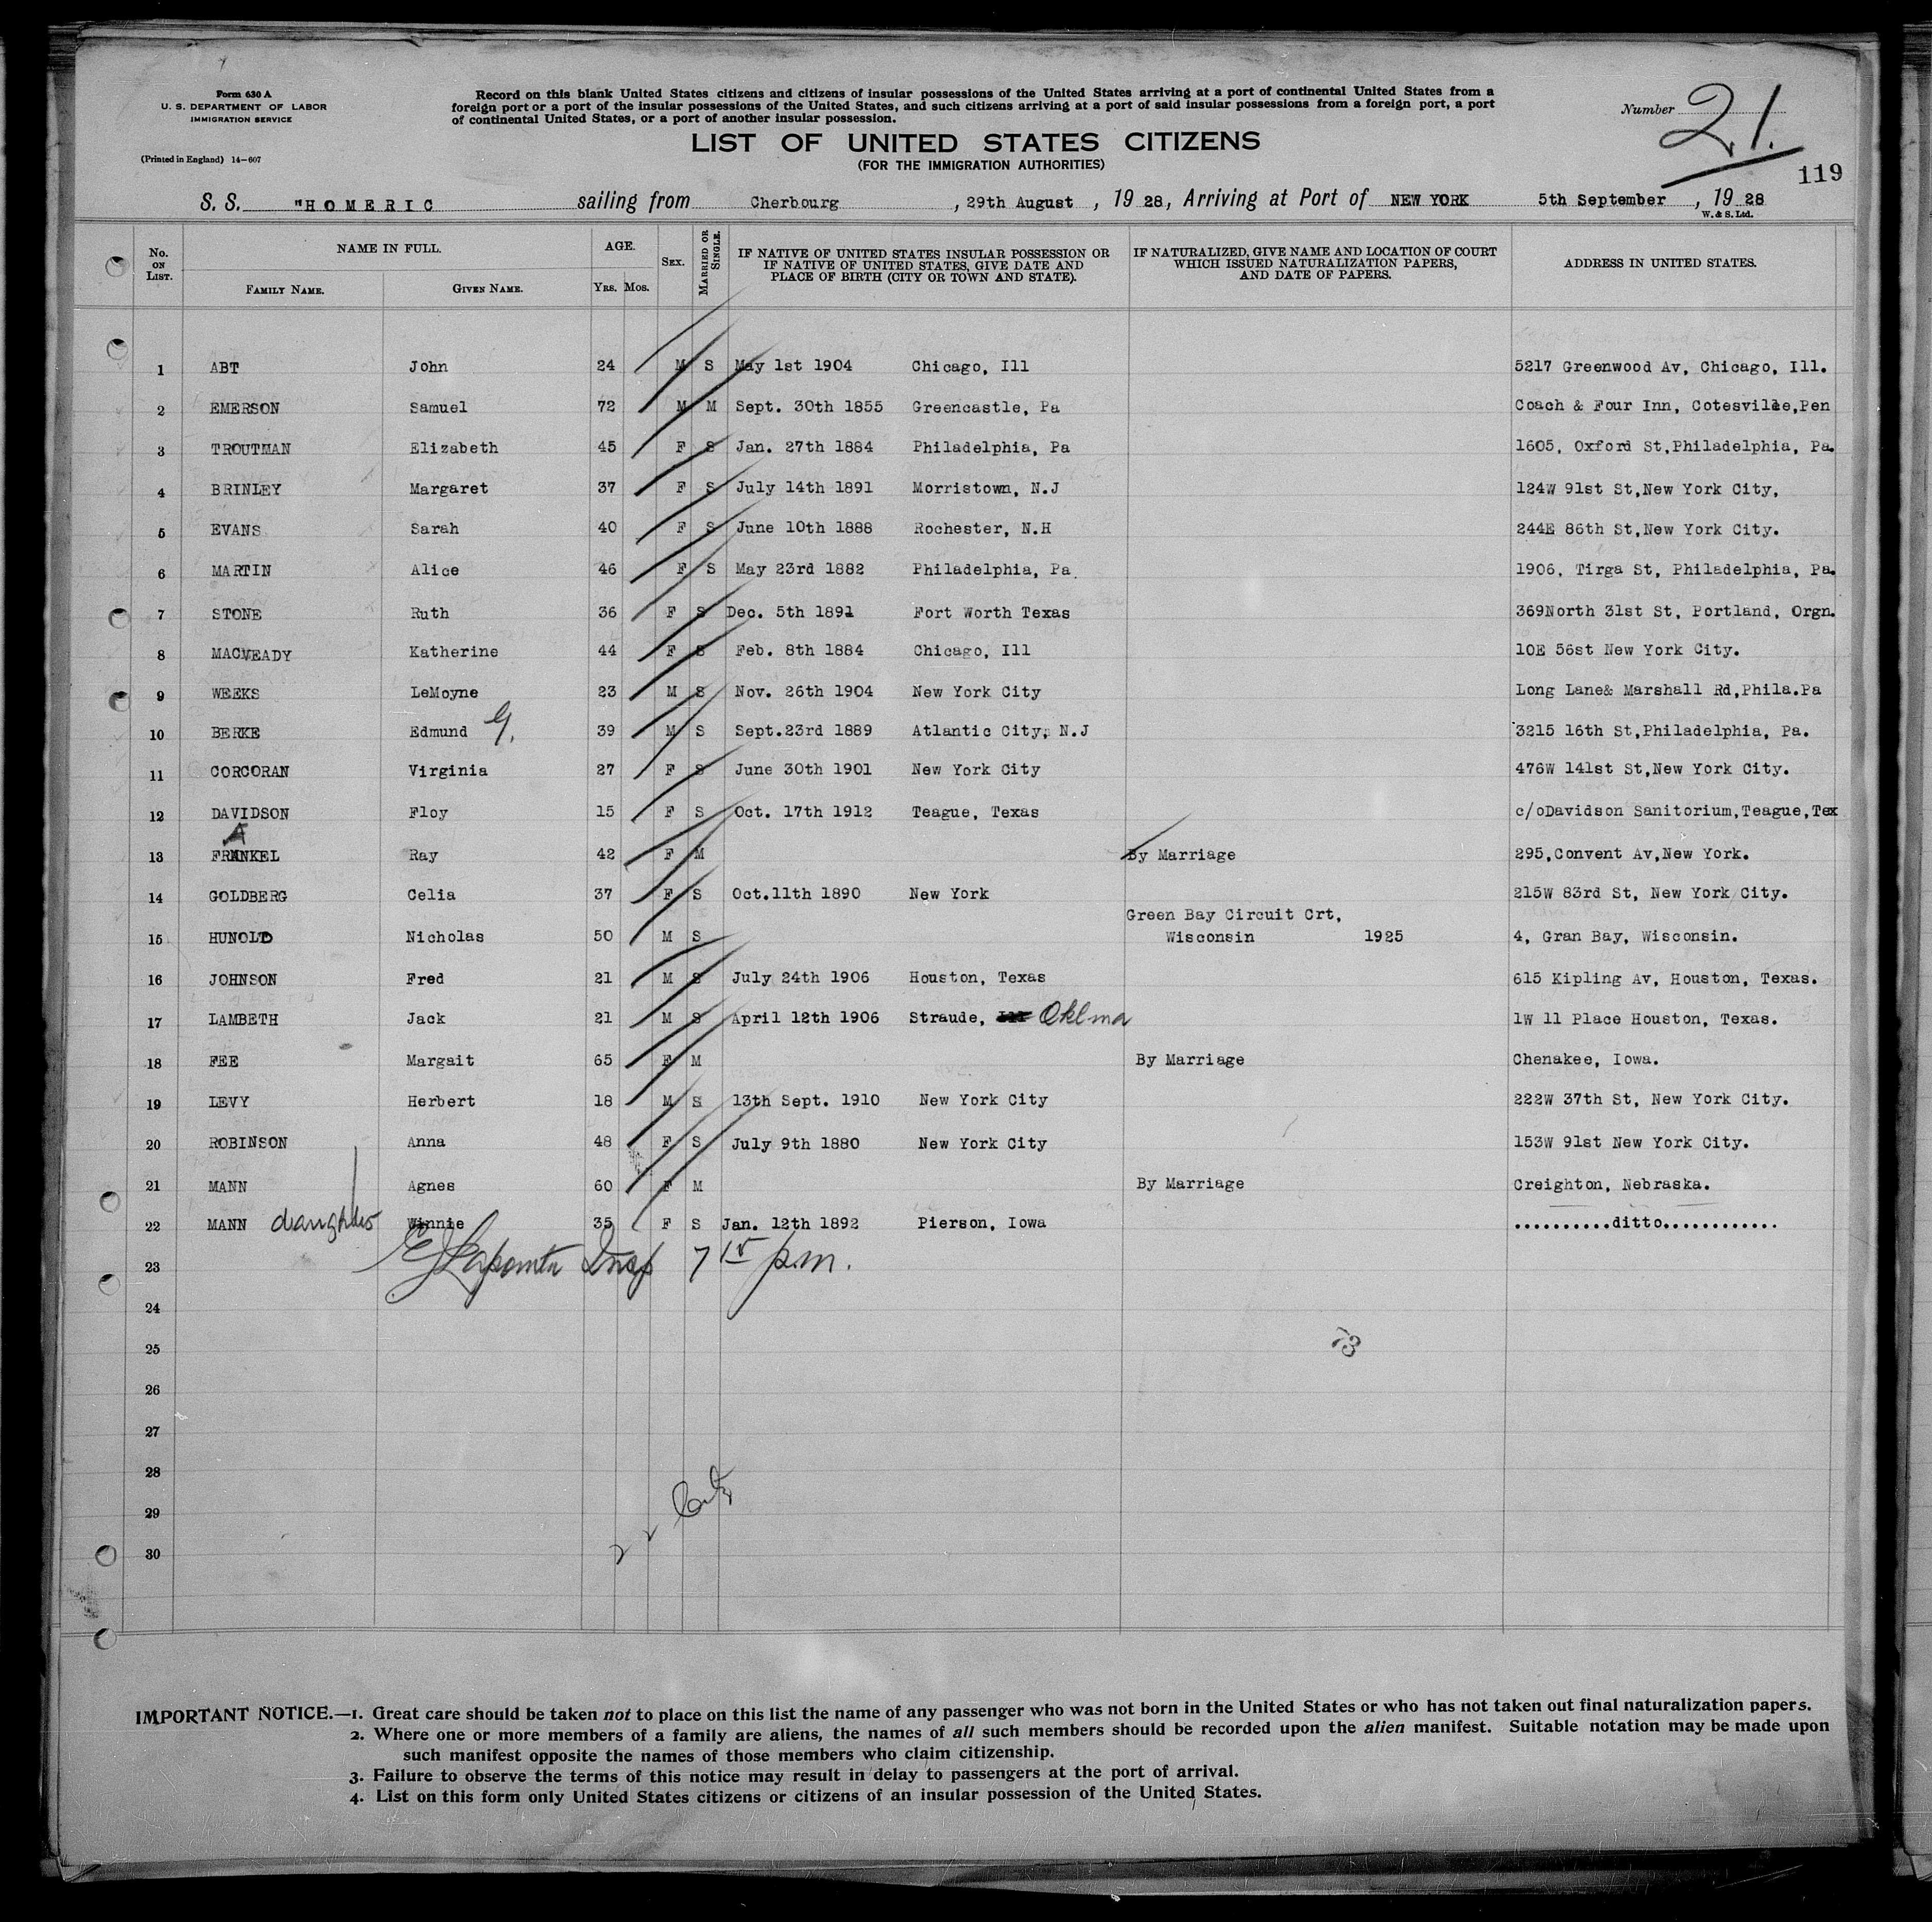 Form 630 A
U. S. DEPARTMENT OF LABOR
IMMIGRATION SERVICE
(Printed in England) 14-607
Record on this blank United States citizens and citizens of insular possessions of the United States arriving at a port of continental United States from a
foreign port or a port of the insular possessions of the United States, and such citizens arriving at a port of said insular possessions from a foreign port, a port
of continental United States, or a port of another insular possession.
Number 21.
LIST OF UNITED STATES CITIZENS
(FOR THE IMMIGRATION AUTHORITIES)
119
S. S. "HOMERIC sailing from Cherbourg, 29th August, 1928, Arriving at Port of NEW YORK 5th September, 1928
W. & S. Ltd.
No. ON LIST. NAME IN FULL. FAMILY NAME. GIVEN NAME. AGE. YRS. MOS. SEX. MARRIED OR SINGLE. IF NATIVE OF UNITED STATES INSULAR POSSESSION OR IF NATIVE OF UNITED STATES, GIVE DATE AND PLACE OF BIRTH (CITY OR TOWN AND STATE). IF NATURALIZED, GIVE NAME AND LOCATION OF COURT WHICH ISSUED NATURALIZATION PAPERS, AND DATE OF PAPERS. ADDRESS IN UNITED STATES.
1 ABT John 24 M S May 1st 1904 Chicago, Ill 5217 Greenwood Av, Chicago, Ill.
2 EMERSON Samuel 72 M M Sept. 30th 1855 Greencastle, Pa Coach & Four Inn, Cotesville,Pen
3 TROUTMAN Elizabeth 45 F S Jan. 27th 1884 Philadelphia, Pa 1605, Oxford St,Philadelphia, Pa.
4 BRINLEY Margaret 37 F S July 14th 1891 Morristown, N.J 124W 91st St,New York City,
5 EVANS Sarah 40 F S June 10th 1888 Rochester, N.H 244E 86th St,New York City.
6 MARTIN Alice 46 F S May 23rd 1882 Philadelphia, Pa 1906, Tirga St, Philadelphia, Pa.
7 STONE Ruth 36 F S Dec. 5th 1891 Fort Worth Texas 369North 31st St, Portland, Orgn.
8 MACVEADY Katherine 44 F S Feb. 8th 1884 Chicago, Ill 10E 56st New York City.
9 WEEKS LeMoyne 23 M S Nov. 26th 1904 New York City Long Lane& Marshall Rd,Phila.Pa
10 BERKE Edmund G. 39 M S Sept.23rd 1889 Atlantic City, N.J 3215 16th St,Philadelphia, Pa.
11 CORCORAN Virginia 27 F S June 30th 1901 New York City 476W 141st St,New York City.
12 DAVIDSON Floy 15 F S Oct. 17th 1912 Teague, Texas c/oDavidson Sanitorium,Teague,Tex
A
13 FRANKEL Ray 42 F M By Marriage 295,Convent Av,New York.
14 GOLDBERG Celia 37 F S Oct.11th 1890 New York 215W 83rd St, New York City.
Green Bay Circuit Crt,
15 HUNOLD Nicholas 50 M S Wisconsin 1925 4, Gran Bay, Wisconsin.
16 JOHNSON Fred 21 M S July 24th 1906 Houston, Texas 615 Kipling Av, Houston, Texas.
17 LAMBETH Jack 21 M S April 12th 1906 Straude, Oklma 1W 11 Place Houston, Texas.
18 FEE Margait 65 F M By Marriage Chenakee, Iowa.
19 LEVY Herbert 18 M S 13th Sept. 1910 New York City 222W 37th St, New York City.
20 ROBINSON Anna 48 F S July 9th 1880 New York City 153W 91st New York City.
21 MANN Agnes 60 F M By Marriage Creighton, Nebraska.
22 MANN daughter Winnie 35 F S Jan. 12th 1892 Pierson, Iowa ..........ditto............
23 Insp 7 15 p.m.
24
25
26
27
28
29
30
IMPORTANT NOTICE.—1. Great care should be taken not to place on this list the name of any passenger who was not born in the United States or who has not taken out final naturalization papers.
2. Where one or more members of a family are aliens, the names of all such members should be recorded upon the alien manifest. Suitable notation may be made upon
such manifest opposite the names of those members who claim citizenship.
3. Failure to observe the terms of this notice may result in delay to passengers at the port of arrival.
4. List on this form only United States citizens or citizens of an insular possession of the United States.